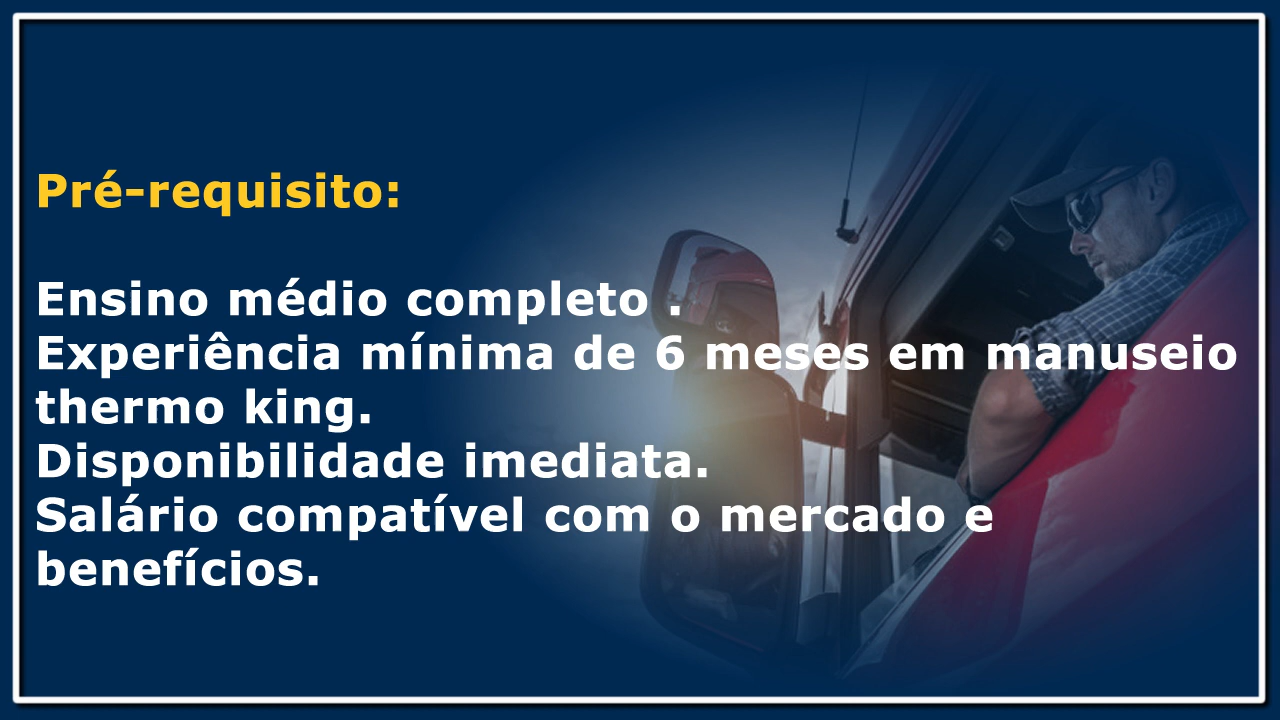 Pré-requisito:
Ensino médio completo .
Experiência mínima de 6 meses em manuseio
thermo king.
Disponibilidade imediata.
Salário compatível com o mercado e
benefícios.